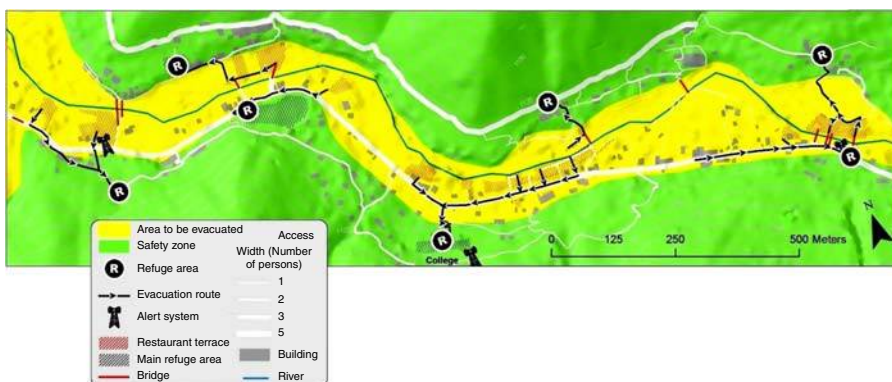 R
R
R
R
R
R
R
R
N
0 125 250 500 Meters
College
Area to be evacuated
Safety zone
R Refuge area
Evacuation route
Alert system
Restaurant terrace
Main refuge area
Bridge
Access
Width (Number
of persons)
1
2
3
5
Building
River